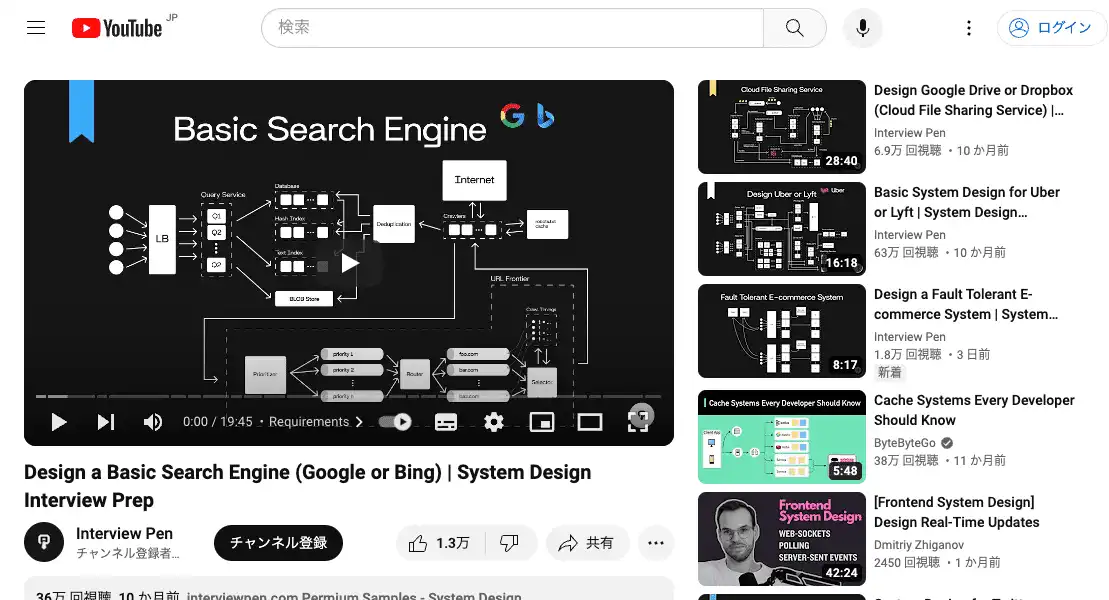 YouTube JP
検索
ログイン
Basic Search Engine
Internet
Query Service
Database
Q1
Hash Index
LB
Q2
Deduplication
Crawlers
robots.txt
cache
Text Index
BLOB Store
URL Frontier
Prioritizer
priority 1
priority 2
Router
foo.com
bar.com
Selector
0:00 / 19:45 • Requirements
Design a Basic Search Engine (Google or Bing) | System Design
Interview Prep
Interview Pen
チャンネル登録者…
チャンネル登録
1.3万
共有
36万 回視聴 10 か月前 interviewpen.com Permium Samples - System Design
Cloud File Sharing Service
28:40
Design Google Drive or Dropbox
(Cloud File Sharing Service) |…
Interview Pen
6.9万 回視聴 ・10 か月前
Design Uber or Lyft
Uber
16:18
Basic System Design for Uber
or Lyft | System Design…
Interview Pen
63万 回視聴 ・10 か月前
Fault Tolerant E-commerce System
8:17
Design a Fault Tolerant E-
commerce System | System…
Interview Pen
1.8万 回視聴 ・3 日前
新着
Cache Systems Every Developer Should Know
5:48
Cache Systems Every Developer
Should Know
ByteByteGo
38万 回視聴 ・11 か月前
Frontend
System Design
WEB-SOCKETS
POLLING
SERVER-SENT EVENTS
42:24
[Frontend System Design]
Design Real-Time Updates
Dmitriy Zhiganov
2450 回視聴 ・1 か月前